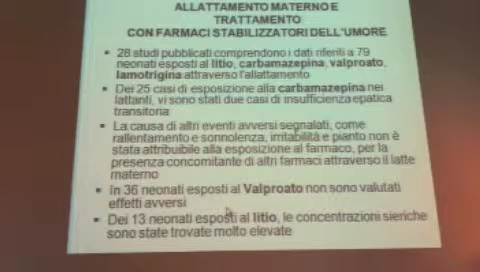 ALLATTAMENTO MATERNO E
TRATTAMENTO
CON FARMACI STABILIZZATORI DELL'UMORE
28 studi pubblicati comprendono i dati riferiti a 79
neonati esposti al litio, carbamazepina, valproato,
lamotrigina attraverso l'allattamento
Dei 25 casi di esposizione alla carbamazepina nei
lattanti, vi sono stati due casi di insufficienza epatica
transitoria
La causa di altri eventi avversi segnalati, come
rallentamento e sonnolenza, irritabilità e pianto non è
stata attribuibile alla esposizione al farmaco, per la
presenza concomitante di altri farmaci attraverso il latte
materno
In 36 neonati esposti al Valproato non sono valutati
effetti avversi
Dei 13 neonati esposti al litio, le concentrazioni sieriche
sono state trovate molto elevate